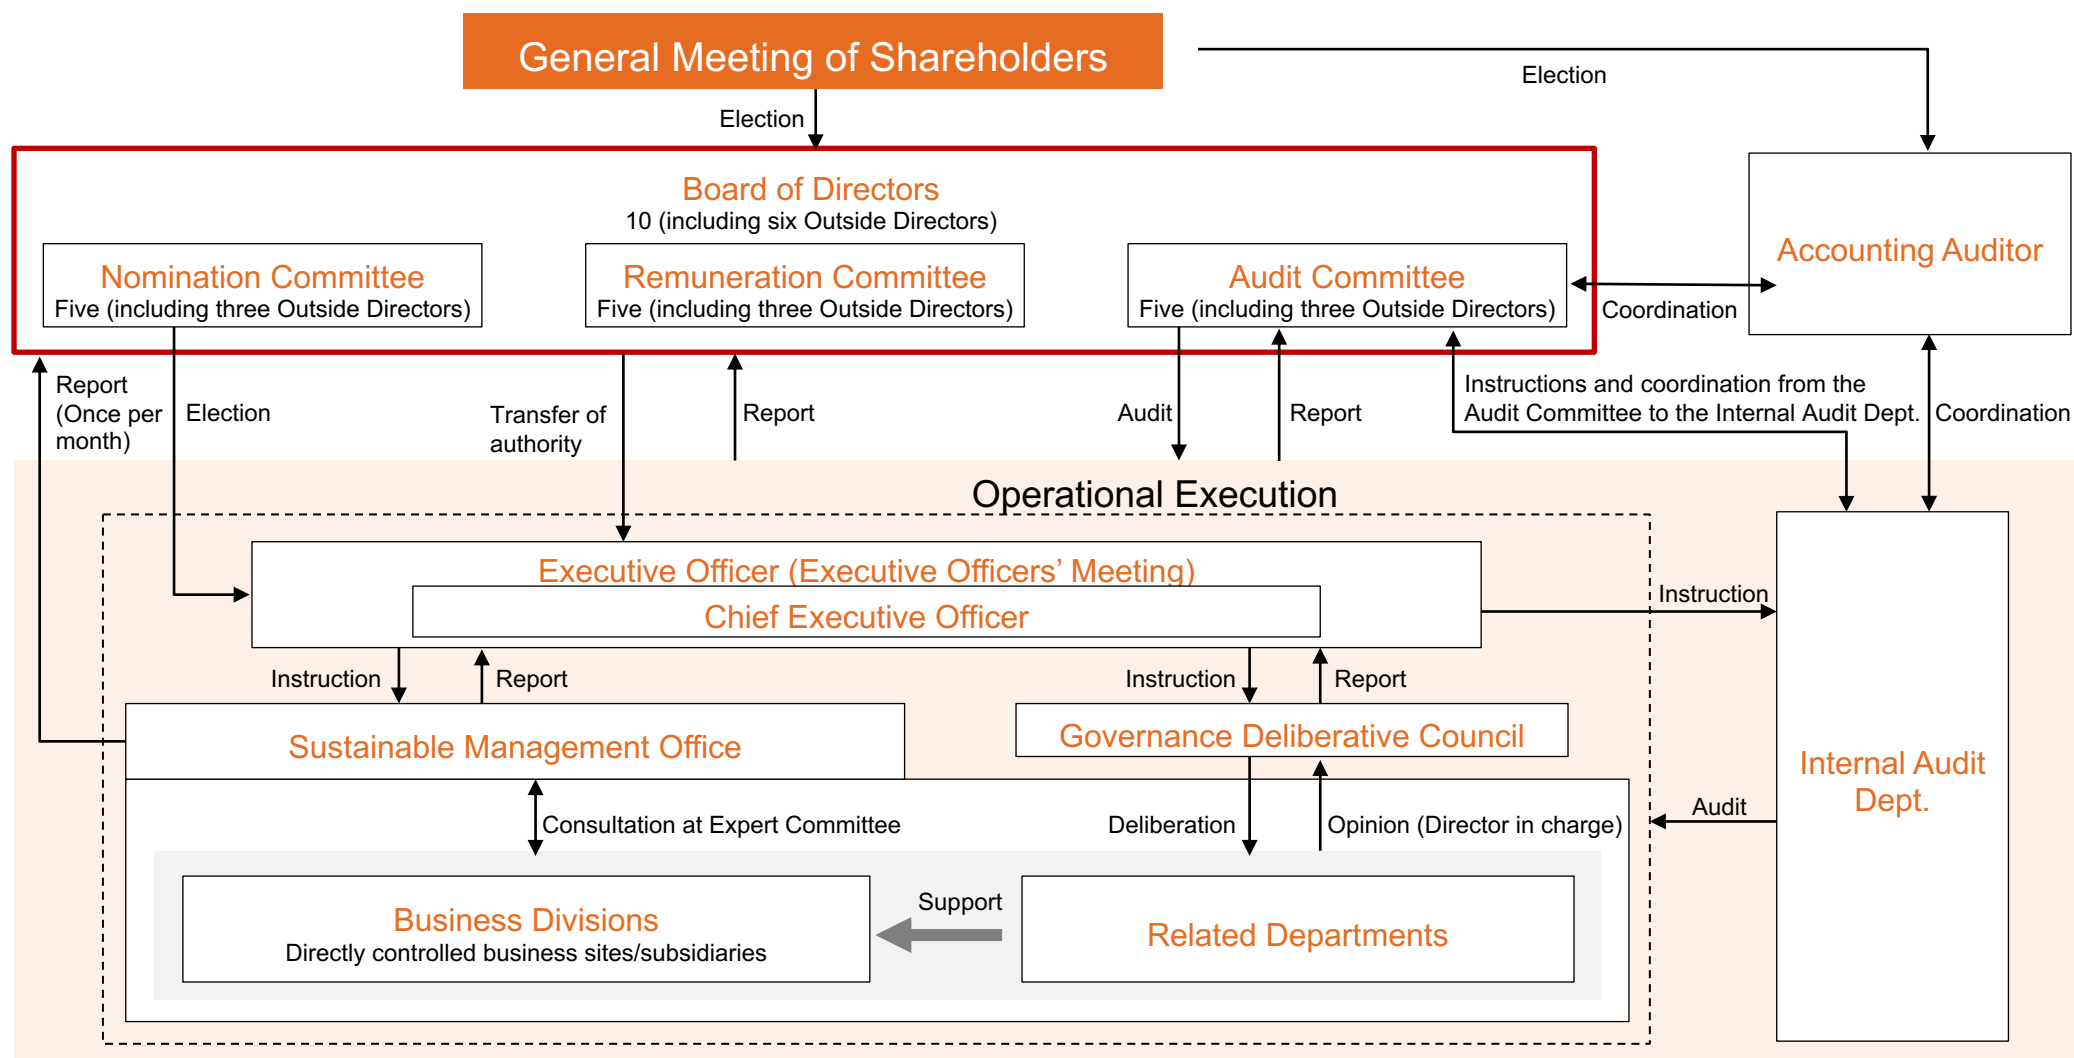 General Meeting of Shareholders
Election
Election
Board of Directors
10 (including six Outside Directors)
Nomination Committee
Five (including three Outside Directors)
Remuneration Committee
Five (including three Outside Directors)
Audit Committee
Five (including three Outside Directors)
Accounting Auditor
Coordination
Report
(Once per
month)
Election
Transfer of
authority
Report
Audit
Report
Instructions and coordination from the
Audit Committee to the Internal Audit Dept.
Coordination
Operational Execution
Executive Officer (Executive Officers’ Meeting)
Chief Executive Officer
Instruction
Instruction
Report
Instruction
Report
Sustainable Management Office
Governance Deliberative Council
Internal Audit
Dept.
Consultation at Expert Committee
Deliberation
Opinion (Director in charge)
Audit
Business Divisions
Directly controlled business sites/subsidiaries
Support
Related Departments